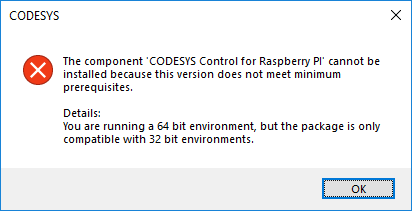 CODESYS
The component 'CODESYS Control for Raspberry PI' cannot be
installed because this version does not meet minimum
prerequisites.
Details:
You are running a 64 bit environment, but the package is only
compatible with 32 bit environments.
OK